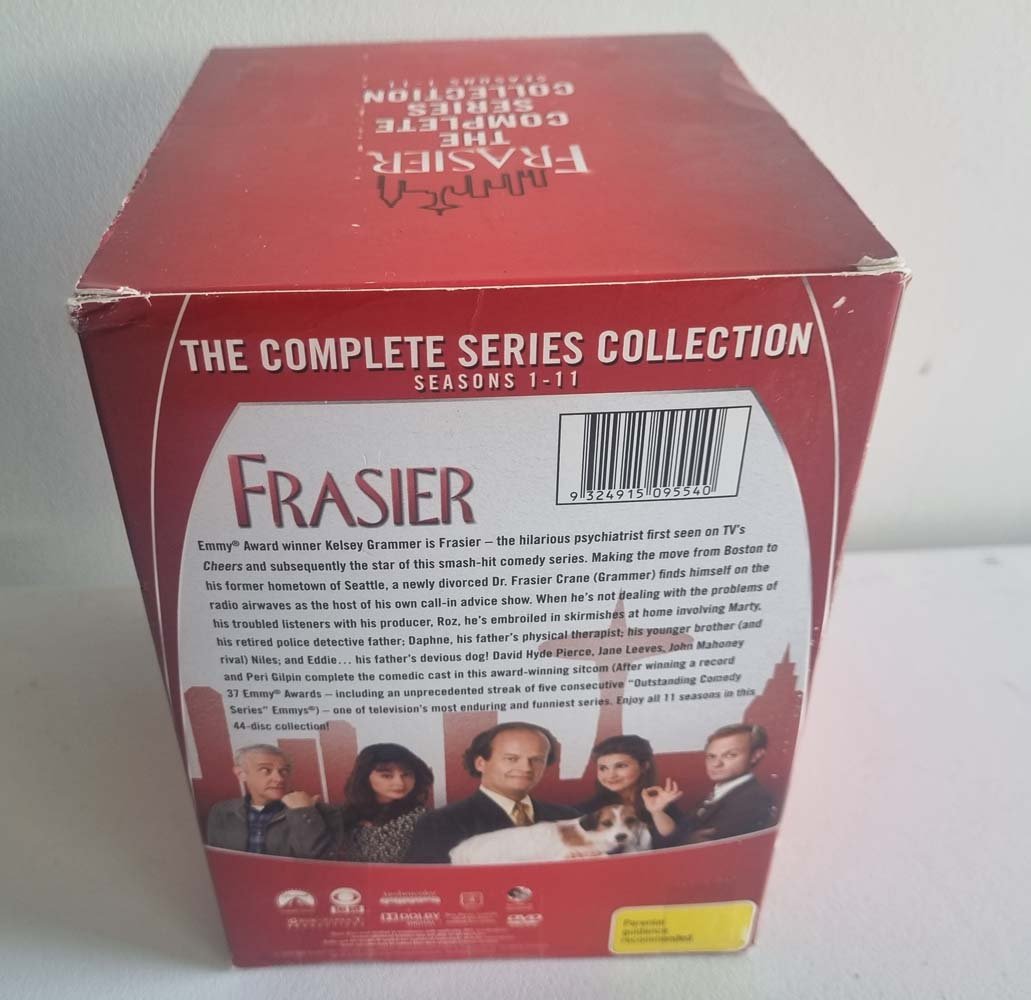 FRASIER
THE
COMPLETE
SERIES
COLLECTION
SEASONS 1-11
THE COMPLETE SERIES COLLECTION
SEASONS 1-11
FRASIER
9 324915 095540
Emmy® Award winner Kelsey Grammer is Frasier – the hilarious psychiatrist first seen on TV's
Cheers and subsequently the star of this smash-hit comedy series. Making the move from Boston to
his former hometown of Seattle, a newly divorced Dr. Frasier Crane (Grammer) finds himself on the
radio airwaves as the host of his own call-in advice show. When he's not dealing with the problems of
his troubled listeners with his producer, Roz, he's embroiled in skirmishes at home involving Marty,
his retired police detective father; Daphne, his father's physical therapist; his younger brother (and
rival) Niles; and Eddie... his father's devious dog! David Hyde Pierce, Jane Leeves, John Mahoney
and Peri Gilpin complete the comedic cast in this award-winning sitcom (After winning a record
37 Emmy® Awards – including an unprecedented streak of five consecutive "Outstanding Comedy
Series" Emmys®) – one of television's most enduring and funniest series. Enjoy all 11 seasons in this
44-disc collection!
DOLBY
DVD
Parental
guidance
recommended